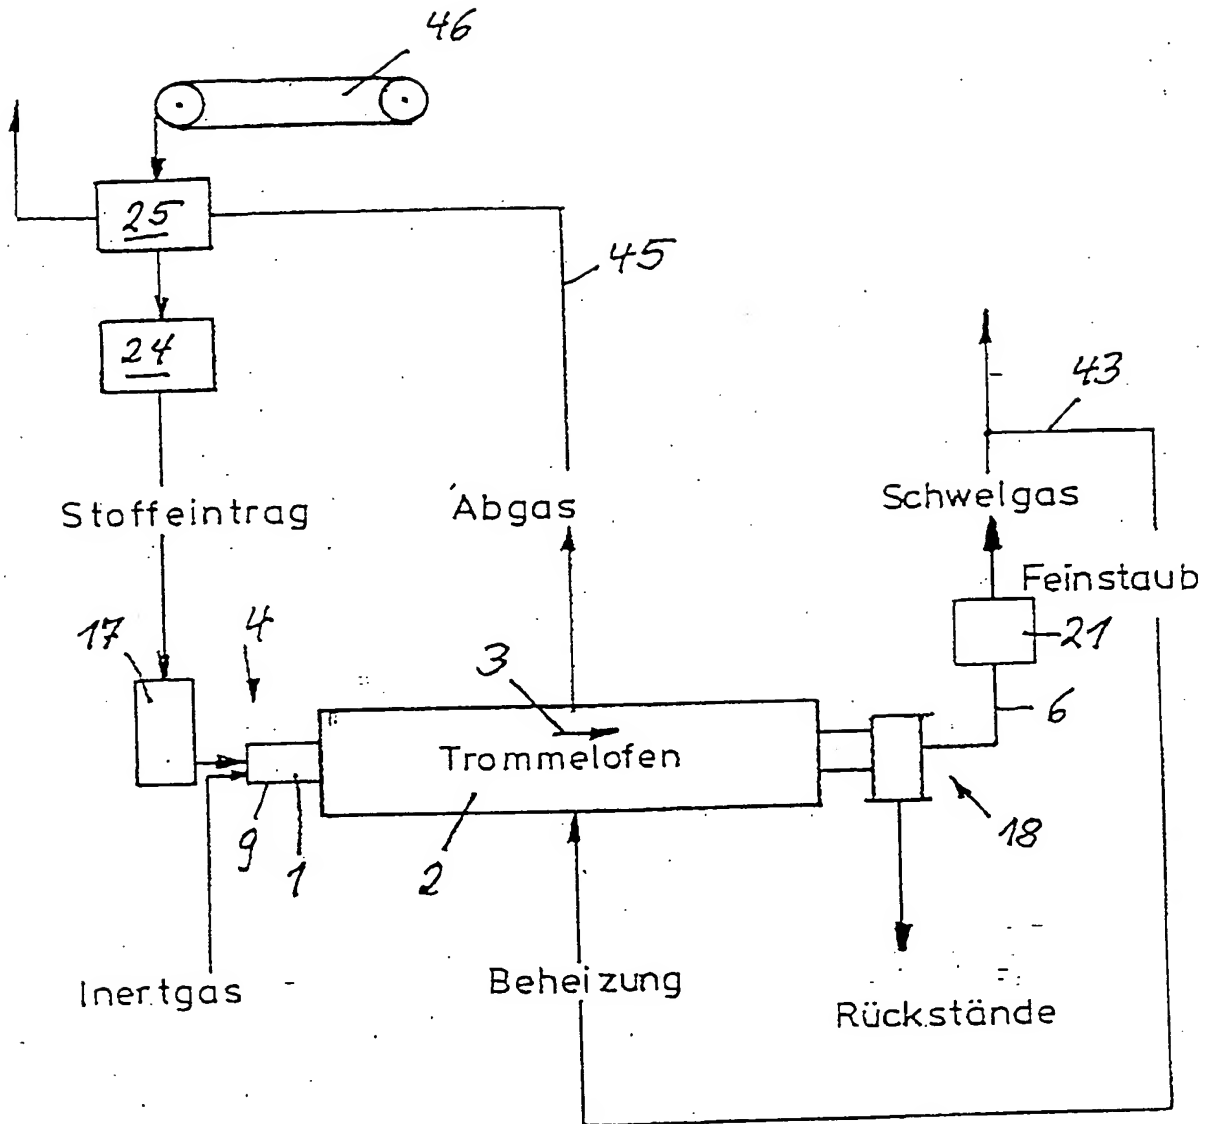 46
25
45
24
43
Stoffeintrag
Abgas
Schwelgas
Feinstaub
17
4
21
3
6
Trommelofen
9
1
2
18
Inertgas
Beheizung
Rückstände